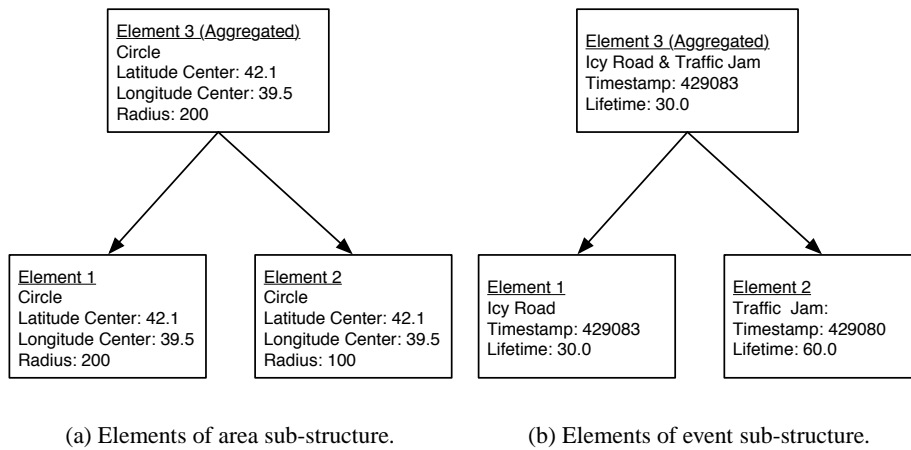 Element 3 (Aggregated)
Circle
Latitude Center: 42.1
Longitude Center: 39.5
Radius: 200
Element 1
Circle
Latitude Center: 42.1
Longitude Center: 39.5
Radius: 200
Element 2
Circle
Latitude Center: 42.1
Longitude Center: 39.5
Radius: 100
(a) Elements of area sub-structure.
Element 3 (Aggregated)
Icy Road & Traffic Jam
Timestamp: 429083
Lifetime: 30.0
Element 1
Icy Road
Timestamp: 429083
Lifetime: 30.0
Element 2
Traffic Jam:
Timestamp: 429080
Lifetime: 60.0
(b) Elements of event sub-structure.